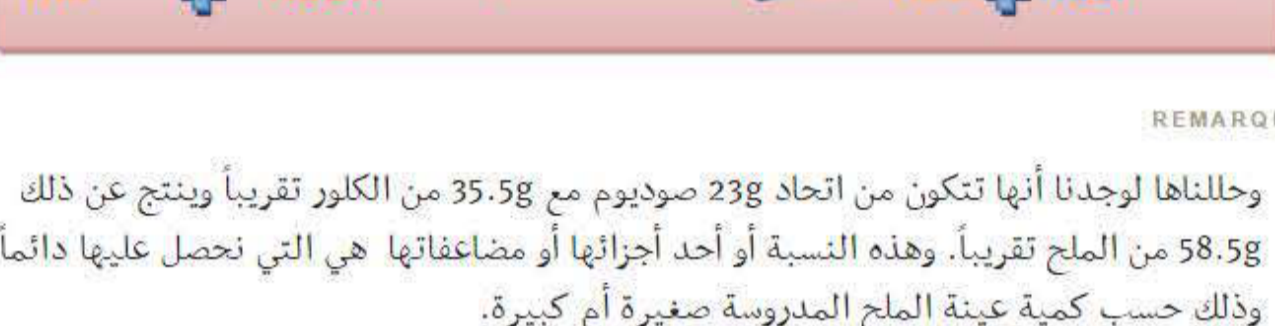 REMARQU
وحللناها لوجدنا أنها تتكون من اتحاد 23g صوديوم مع 35.5g من الكلور تقريباً وينتج عن ذلك
58.5g من الملح تقريباً. وهذه النسبة أو أحد أجزائها أو مضاعفاتها هي التي نحصل عليها دائماً
وذلك حسب كمية عينة الملح المدروسة صغيرة أم كبيرة.